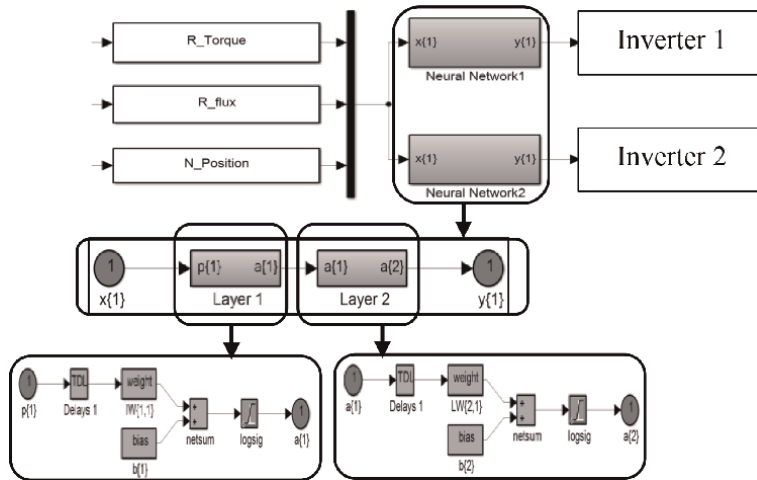 R_Torque
x{1}
y{1}
Inverter 1
Neural Network1
R_flux
N_Position
x{1}
y{1}
Inverter 2
Neural Network2
1
p{1}
a{1}
a{1}
a{2}
1
x{1}
Layer 1
Layer 2
y{1}
1
TDL
weight
p{1}
Delays 1
IW{1,1}
+
+
1
bias
netsum
logsig
a{1}
b{1}
1
TDL
weight
a{1}
Delays 1
LW{2,1}
+
+
1
bias
netsum
logsig
a{2}
b{2}